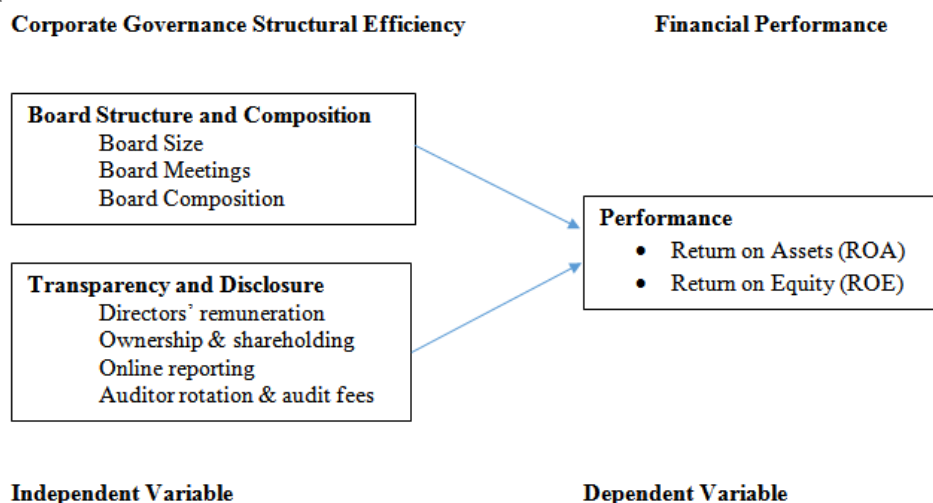 Corporate Governance Structural Efficiency
Financial Performance
Board Structure and Composition
Board Size
Board Meetings
Board Composition
Transparency and Disclosure
Directors' remuneration
Ownership & shareholding
Online reporting
Auditor rotation & audit fees
Performance
• Return on Assets (ROA)
• Return on Equity (ROE)
Independent Variable
Dependent Variable